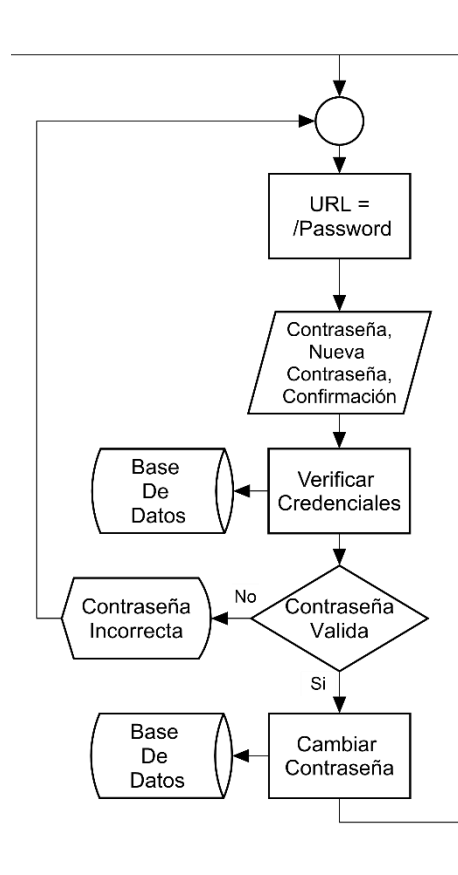 URL =
/Password
Contraseña,
Nueva
Contraseña,
Confirmación
Base
De
Datos
Verificar
Credenciales
Contraseña
Incorrecta
No
Contraseña
Valida
Si
Base
De
Datos
Cambiar
Contraseña